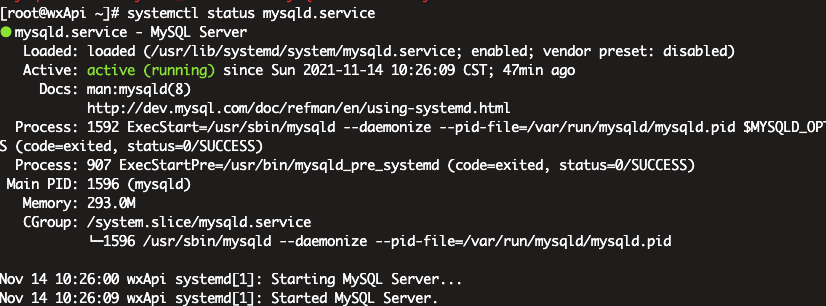 [root@wxApi ~]# systemctl status mysqld.service
● mysqld.service - MySQL Server
Loaded: loaded (/usr/lib/systemd/system/mysqld.service; enabled; vendor preset: disabled)
Active: active (running) since Sun 2021-11-14 10:26:09 CST; 47min ago
Docs: man:mysqld(8)
http://dev.mysql.com/doc/refman/en/using-systemd.html
Process: 1592 ExecStart=/usr/sbin/mysqld --daemonize --pid-file=/var/run/mysqld/mysqld.pid $MYSQLD_OPT
S (code=exited, status=0/SUCCESS)
Process: 907 ExecStartPre=/usr/bin/mysqld_pre_systemd (code=exited, status=0/SUCCESS)
Main PID: 1596 (mysqld)
Memory: 293.0M
CGroup: /system.slice/mysqld.service
└─1596 /usr/sbin/mysqld --daemonize --pid-file=/var/run/mysqld/mysqld.pid
Nov 14 10:26:00 wxApi systemd[1]: Starting MySQL Server...
Nov 14 10:26:09 wxApi systemd[1]: Started MySQL Server.